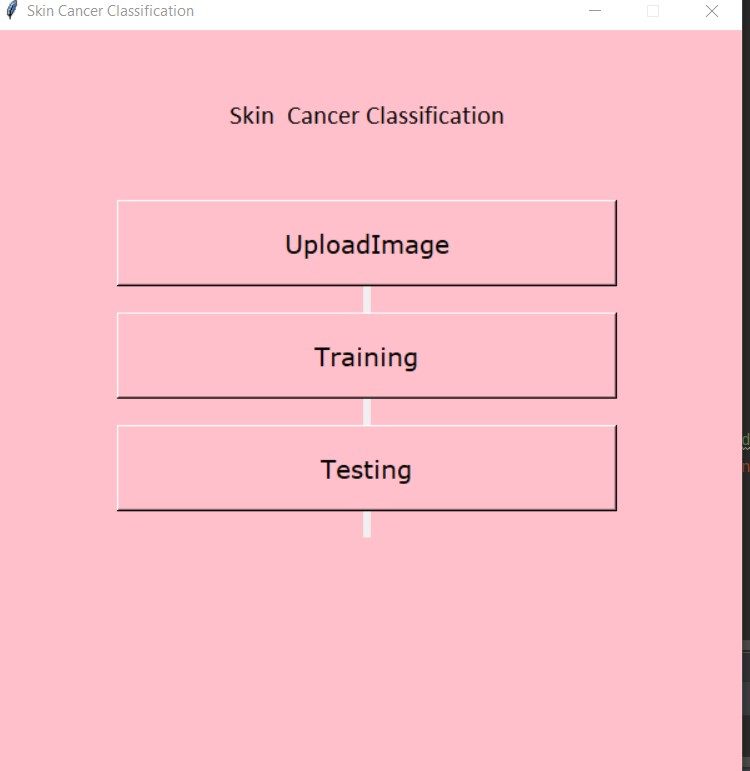 Skin Cancer Classification
Skin  Cancer Classification
UploadImage
Training
Testing
d
n